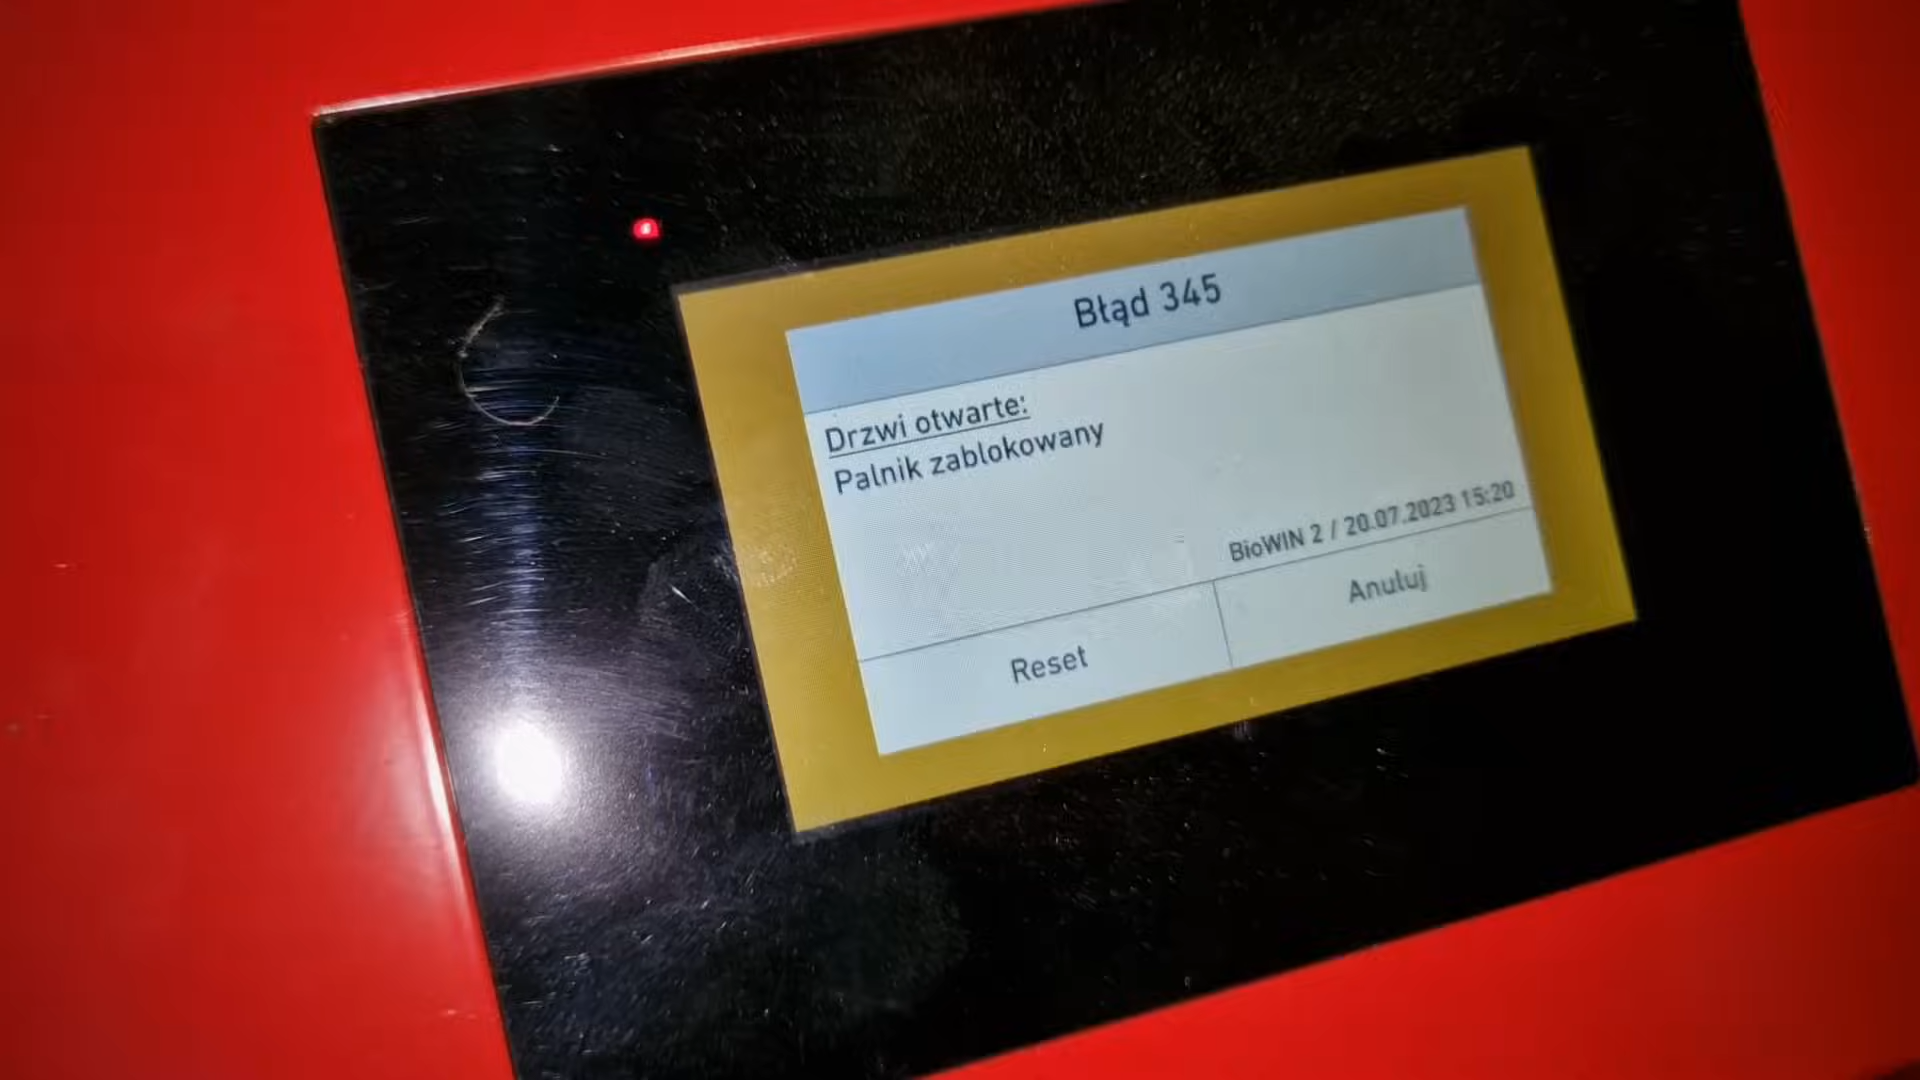 Błąd 345
Drzwi otwarte:
Palnik zablokowany
BioWIN 2 / 20.07.2023 15:20
Reset
Anuluj